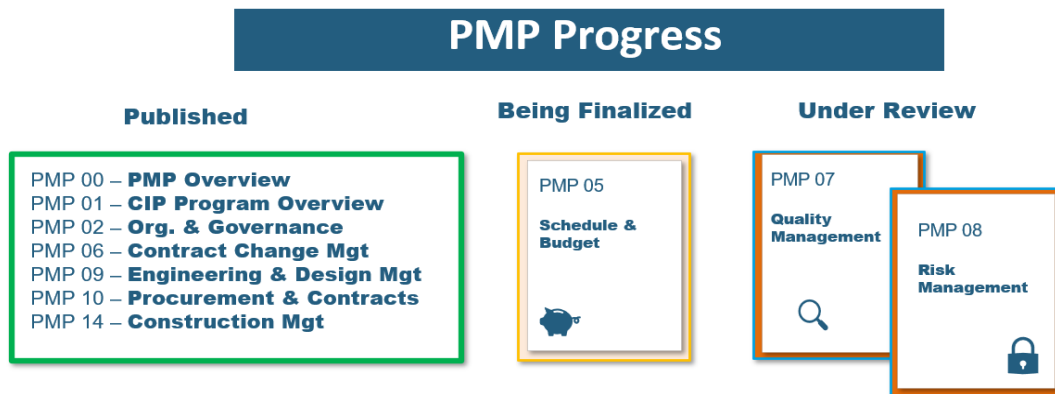 PMP Progress
Published
PMP 00 – PMP Overview
PMP 01 – CIP Program Overview
PMP 02 – Org. & Governance
PMP 06 – Contract Change Mgt
PMP 09 – Engineering & Design Mgt
PMP 10 – Procurement & Contracts
PMP 14 – Construction Mgt
Being Finalized
PMP 05
Schedule &
Budget
Under Review
PMP 07
Quality
Management
PMP 08
Risk
Management